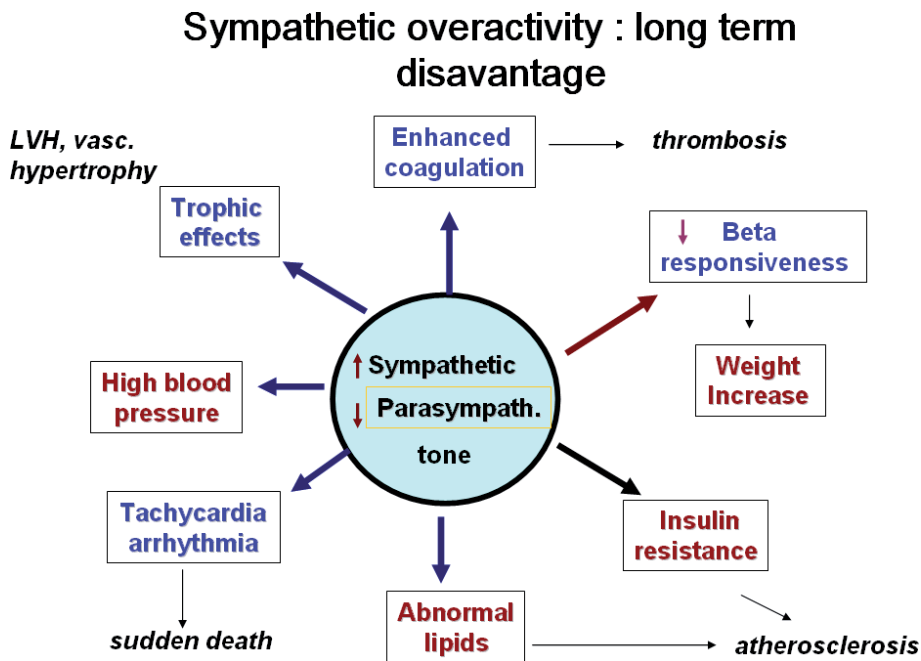 Sympathetic overactivity : long term
disavantage
LVH, vasc.
hypertrophy
Enhanced
coagulation
thrombosis
Trophic
effects
↓ Beta
responsiveness
High blood
pressure
↑ Sympathetic
↓ Parasympath.
tone
Weight
Increase
Tachycardia
arrhythmia
Insulin
resistance
sudden death
Abnormal
lipids
atherosclerosis